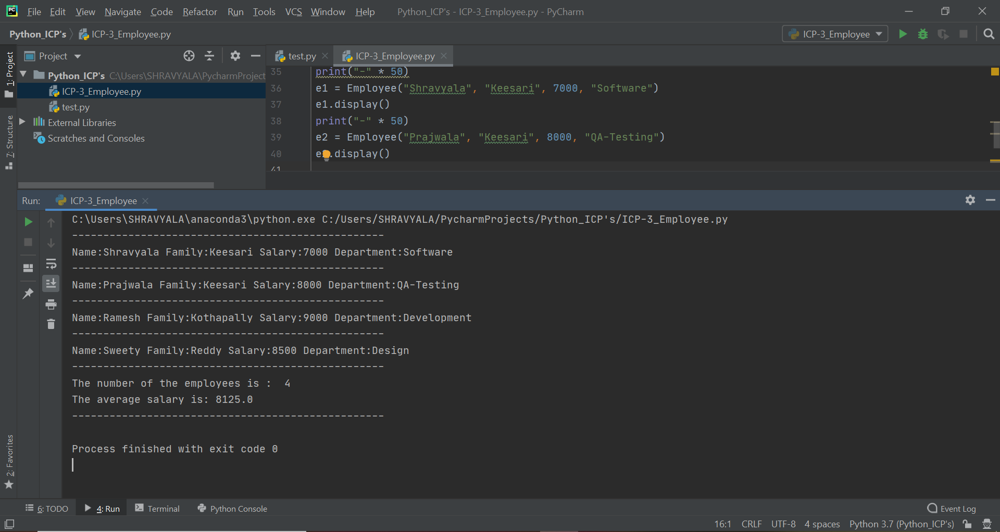 PC File Edit View Navigate Code Refactor Run Tools VCS Window Help Python_ICP's - ICP-3_Employee.py - PyCharm
Python_ICP's ICP-3_Employee.py ICP-3_Employee
1: Project
Project
test.py ICP-3_Employee.py
Python_ICP's C:\Users\SHRAVYALA\PycharmProject
ICP-3_Employee.py
test.py
External Libraries
Scratches and Consoles
7: Structure
35 print("-" * 50)
36 e1 = Employee("Shravyala", "Keesari", 7000, "Software")
37 e1.display()
38 print("-" * 50)
39 e2 = Employee("Prajwala", "Keesari", 8000, "QA-Testing")
40 e .display()
41
Run: ICP-3_Employee
C:\Users\SHRAVYALA\anaconda3\python.exe C:/Users/SHRAVYALA/PycharmProjects/Python_ICP's/ICP-3_Employee.py
--------------------------------------------------
Name:Shravyala Family:Keesari Salary:7000 Department:Software
--------------------------------------------------
Name:Prajwala Family:Keesari Salary:8000 Department:QA-Testing
--------------------------------------------------
Name:Ramesh Family:Kothapally Salary:9000 Department:Development
--------------------------------------------------
Name:Sweety Family:Reddy Salary:8500 Department:Design
--------------------------------------------------
The number of the employees is :  4
The average salary is: 8125.0
--------------------------------------------------
Process finished with exit code 0
2: Favorites
6: TODO 4: Run Terminal Python Console Event Log
16:1 CRLF UTF-8 4 spaces Python 3.7 (Python_ICP's)